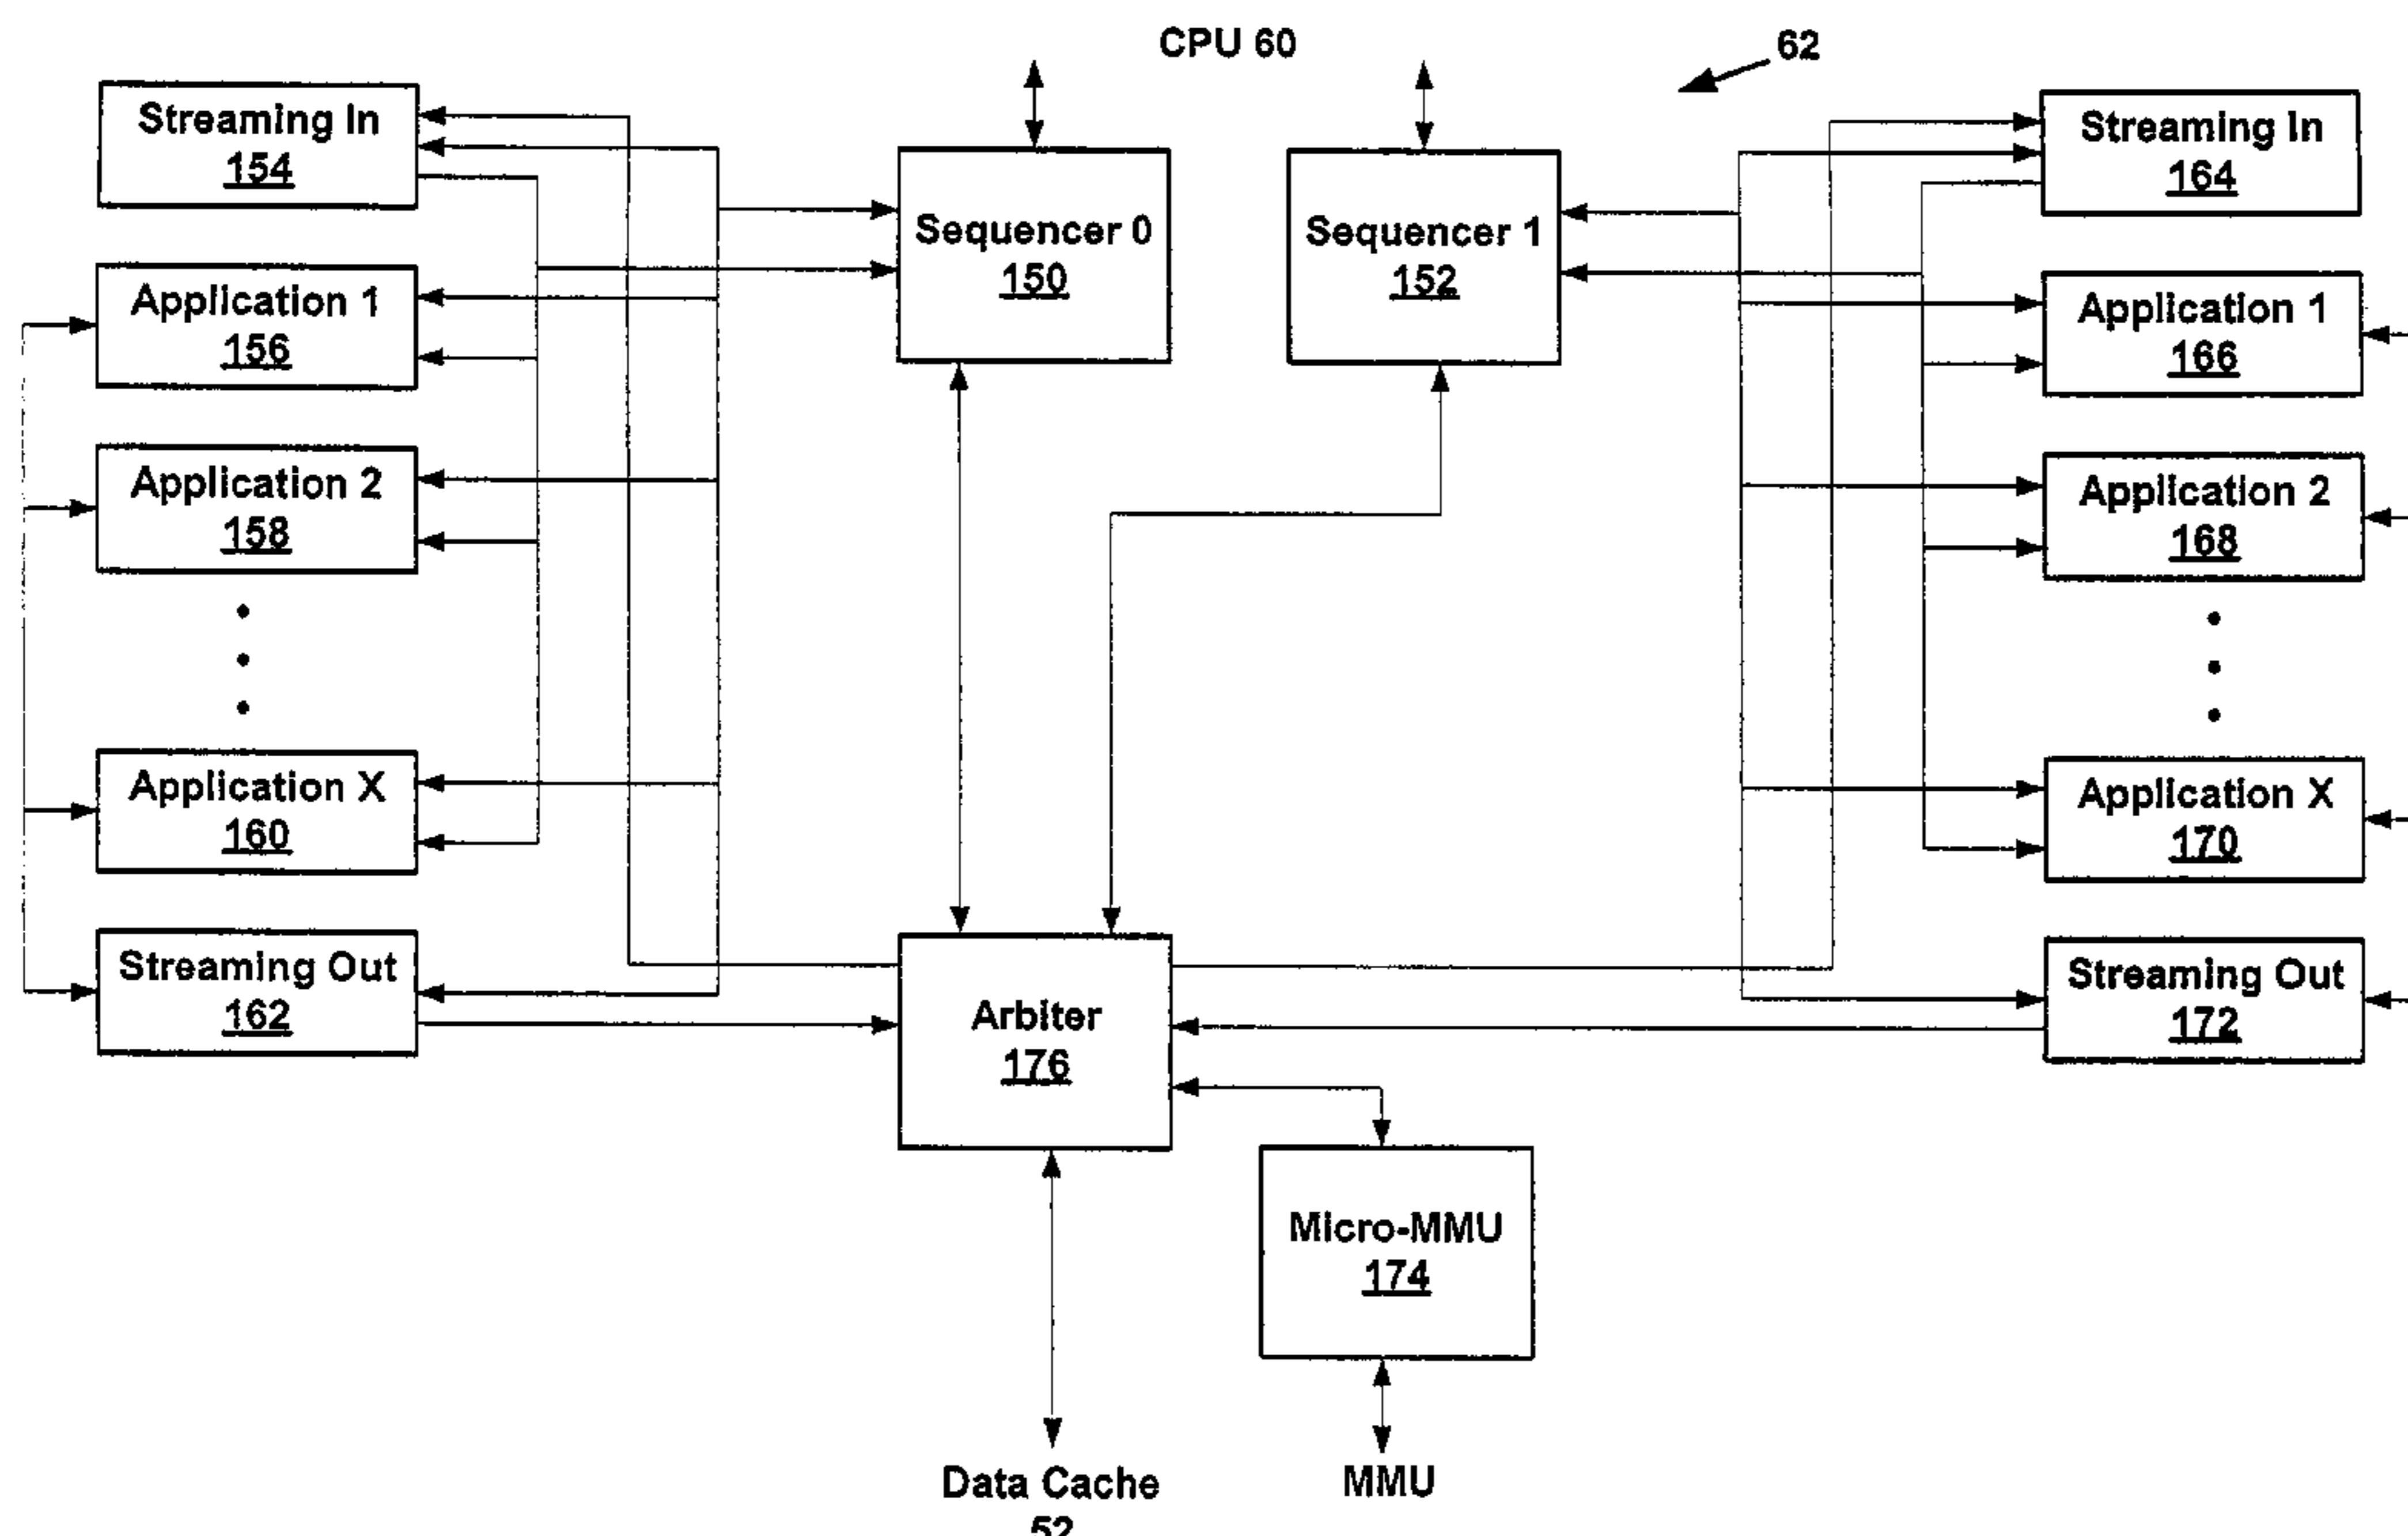 CPU 60
62
Streaming In
154
Streaming In
164
Sequencer 0
150
Sequencer 1
152
Application 1
156
Application 1
166
Application 2
158
Application 2
168
Application X
160
Application X
170
Streaming Out
162
Streaming Out
172
Arbiter
176
Micro-MMU
174
Data Cache
52
MMU